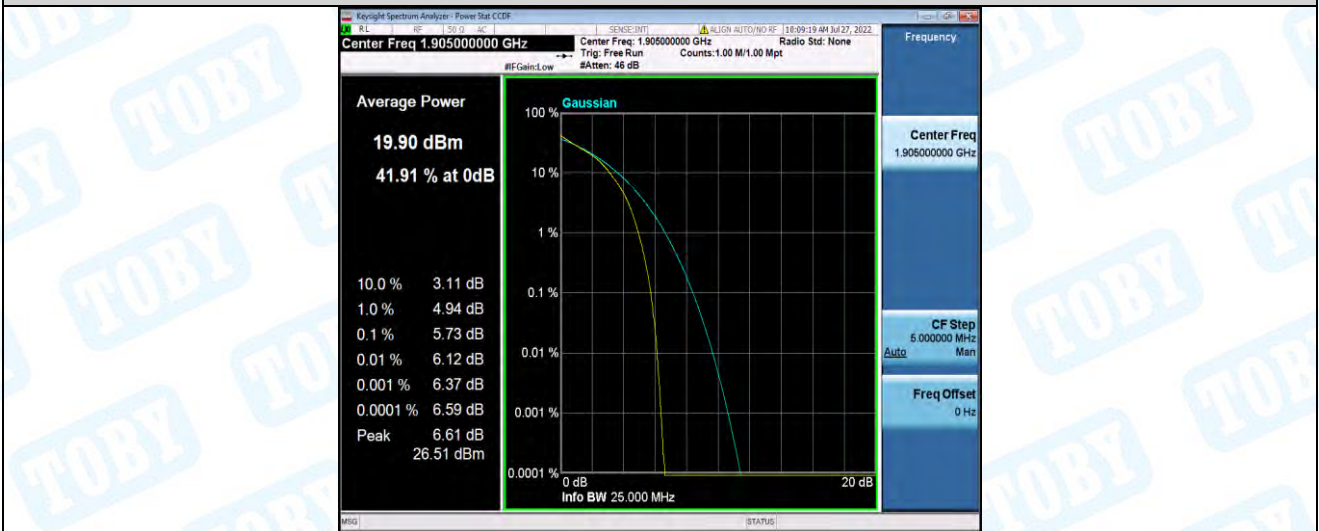 Keysight Spectrum Analyzer - Power Stat CCDF
RL RF 50 Ω AC SENSE:INT ALIGN AUTO/NO RF 10:09:19 AM Jul 27, 2022
Center Freq 1.905000000 GHz
Center Freq: 1.905000000 GHz Radio Std: None
Trig: Free Run Counts:1.00 M/1.00 Mpt
#IFGain:Low #Atten: 46 dB
Frequency
Average Power
19.90 dBm
41.91 % at 0dB
10.0 % 3.11 dB
1.0 % 4.94 dB
0.1 % 5.73 dB
0.01 % 6.12 dB
0.001 % 6.37 dB
0.0001 % 6.59 dB
Peak 6.61 dB
26.51 dBm
Gaussian
100 %
10 %
1 %
0.1 %
0.01 %
0.001 %
0.0001 %
0 dB 20 dB
Info BW 25.000 MHz
Center Freq
1.905000000 GHz
CF Step
5.000000 MHz
Auto Man
Freq Offset
0 Hz
MSG STATUS
TOBY
TOBY
TOBY
TOBY
TOBY
TOBY
TOBY